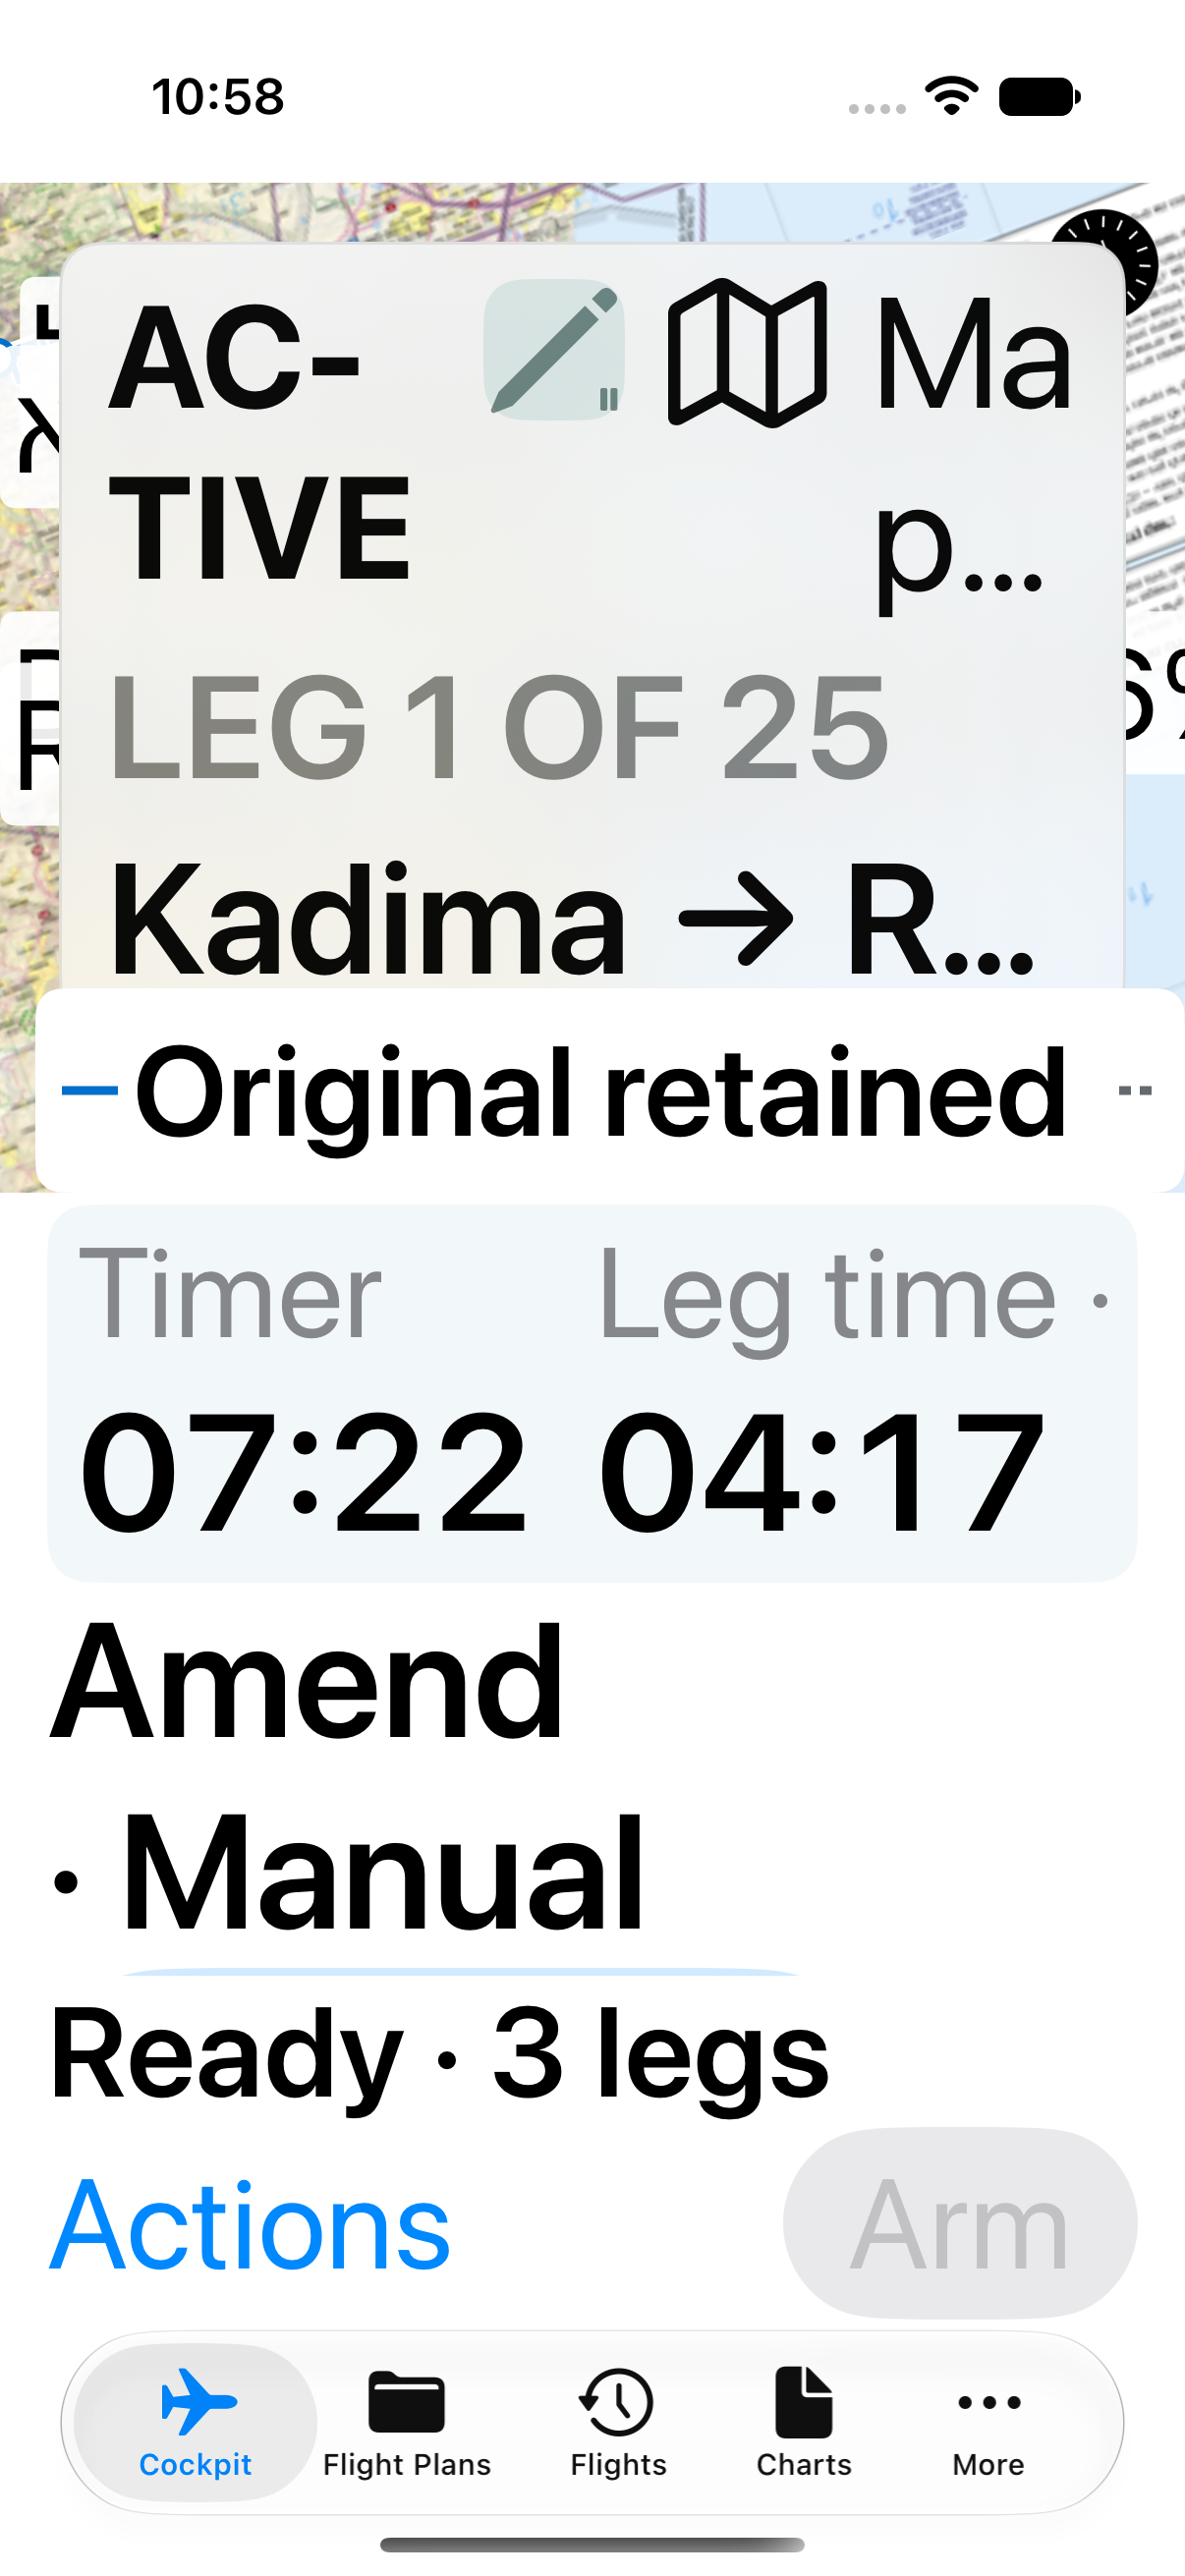 10:58
AC-
TIVE
Ma
p...
LEG 1 OF 25
Kadima → R...
Original retained
Timer
Leg time ·
07:22
04:17
Amend
· Manual
Ready · 3 legs
Actions
Arm
Cockpit
Flight Plans
Flights
Charts
More